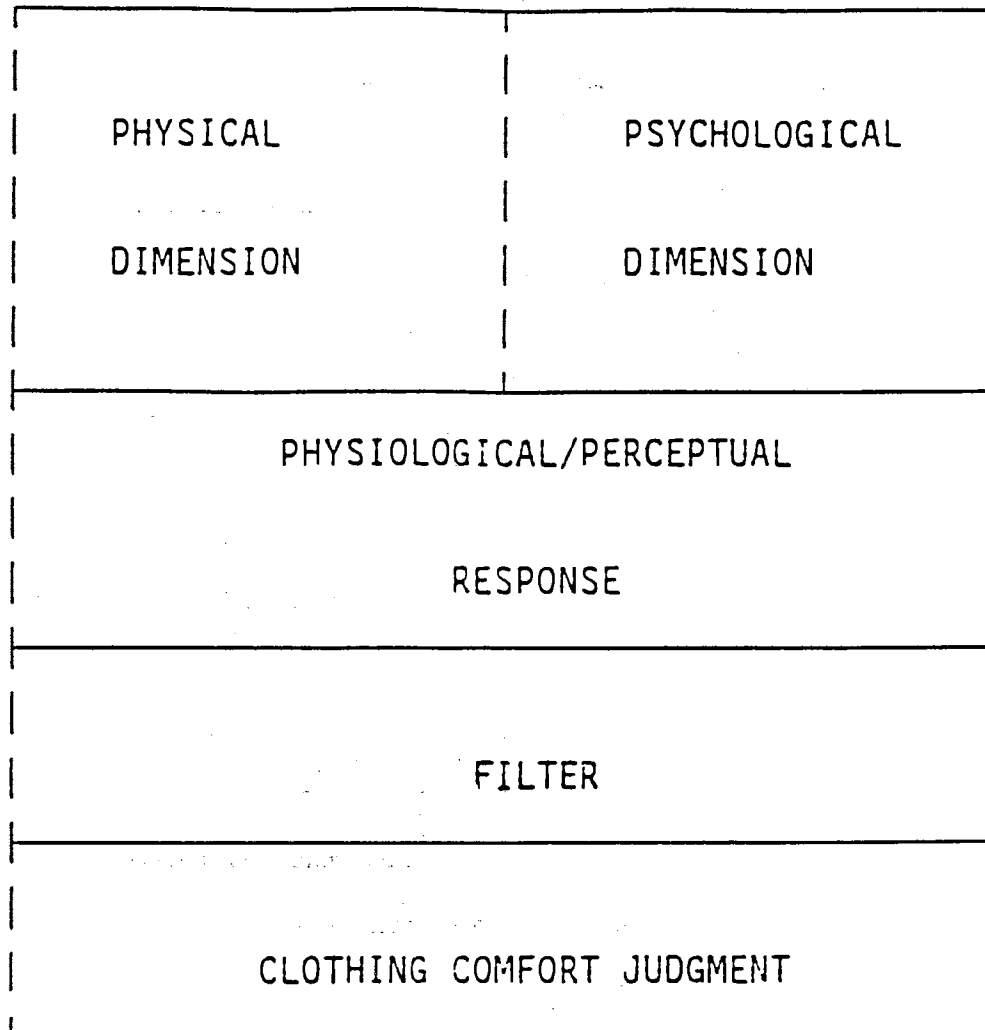 PHYSICAL
DIMENSION
PSYCHOLOGICAL
DIMENSION
PHYSIOLOGICAL/PERCEPTUAL
RESPONSE
FILTER
CLOTHING COMFORT JUDGMENT